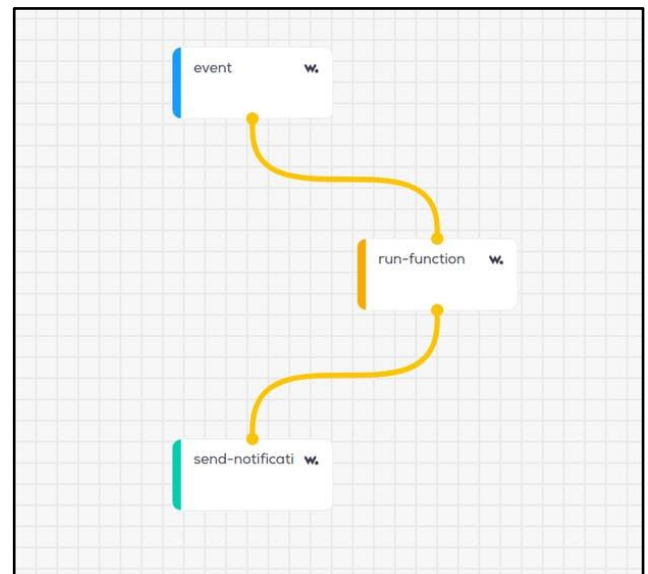 event w.
run-function w.
send-notificati w.